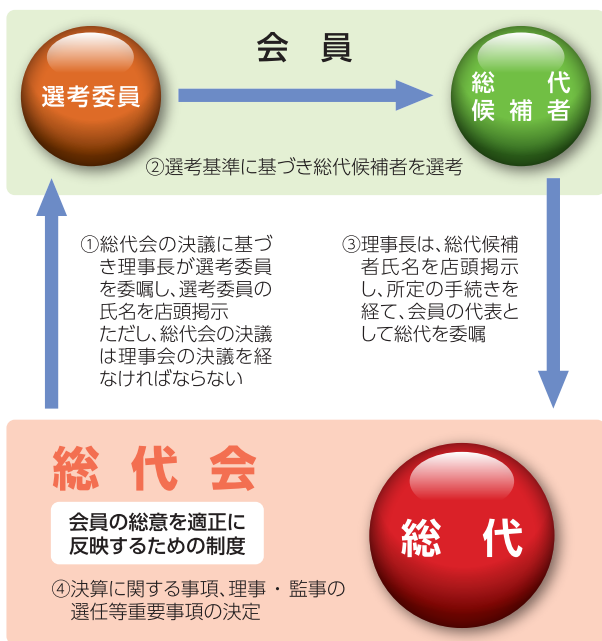 会 員
選考委員
総 代
候 補 者
②選考基準に基づき総代候補者を選考
①総代会の決議に基づ
き理事長が選考委員
を委嘱し、選考委員の
氏名を店頭掲示
ただし、総代会の決議
は理事会の決議を経
なければならない
③理事長は、総代候補
者氏名を店頭掲示
し、所定の手続きを
経て、会員の代表と
して総代を委嘱
総 代 会
会員の総意を適正に
反映するための制度
④決算に関する事項、理事・監事の
選任等重要事項の決定
総 代